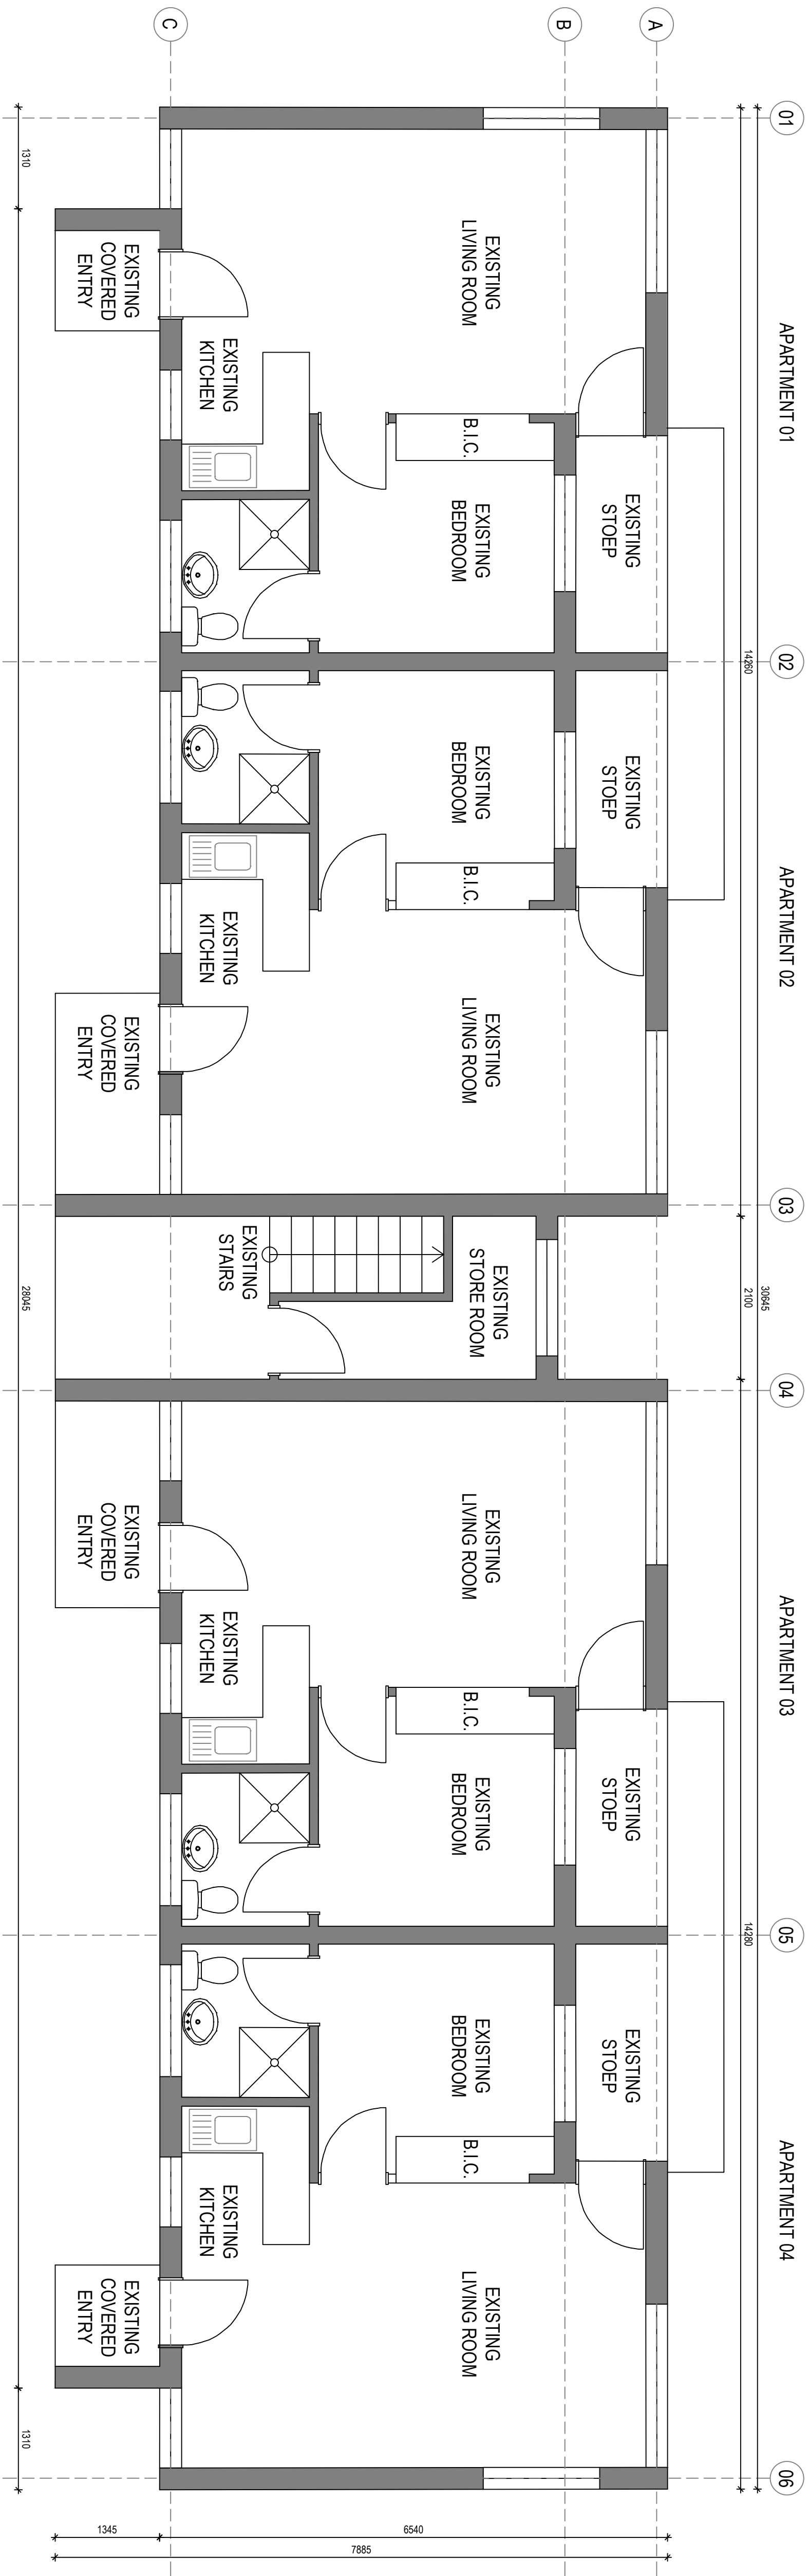 01
02
03
04
05
06
APARTMENT 01
APARTMENT 02
APARTMENT 03
APARTMENT 04
30645
14260
2100
14280
A
B
C
EXISTING
STOEP
EXISTING
STOEP
EXISTING
STOEP
EXISTING
STOEP
EXISTING
LIVING ROOM
B.I.C.
EXISTING
BEDROOM
EXISTING
BEDROOM
B.I.C.
EXISTING
LIVING ROOM
EXISTING
STORE ROOM
EXISTING
LIVING ROOM
B.I.C.
EXISTING
BEDROOM
EXISTING
BEDROOM
B.I.C.
EXISTING
LIVING ROOM
EXISTING
KITCHEN
EXISTING
KITCHEN
EXISTING
STAIRS
EXISTING
KITCHEN
EXISTING
KITCHEN
EXISTING
COVERED
ENTRY
EXISTING
COVERED
ENTRY
EXISTING
COVERED
ENTRY
EXISTING
COVERED
ENTRY
1310
28045
1310
6540
1345
7885